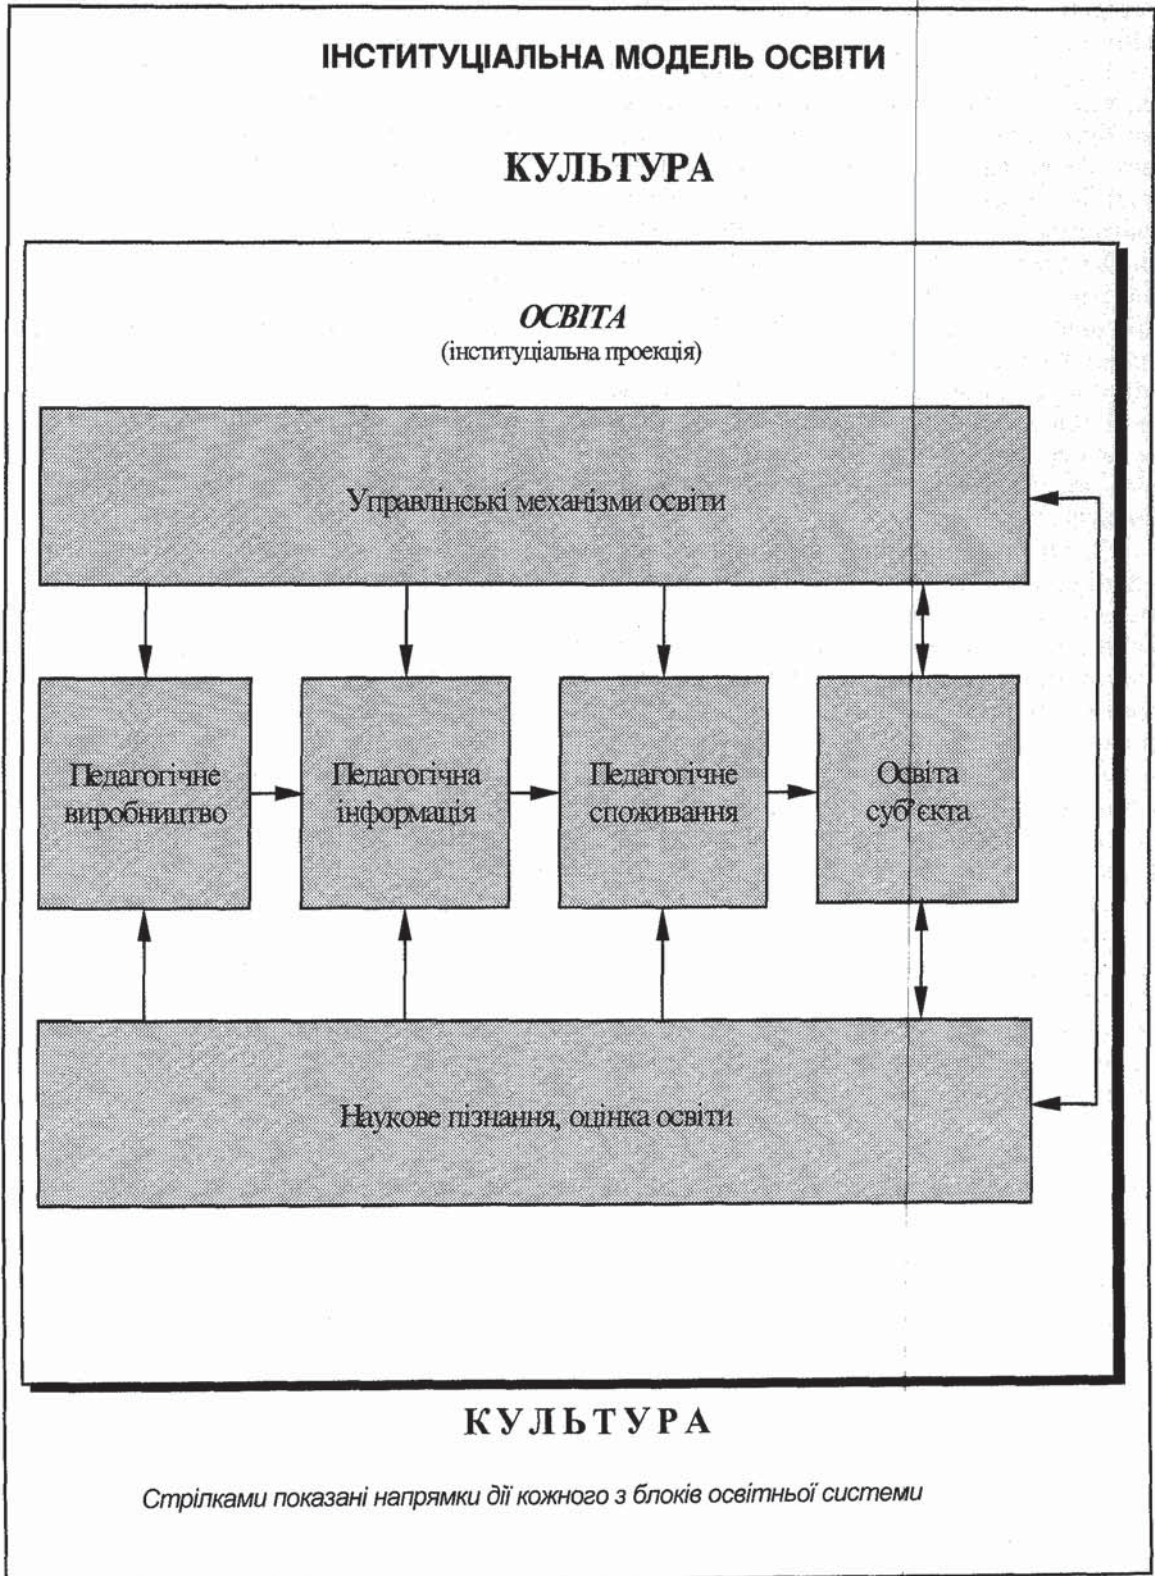 ІНСТИТУЦІАЛЬНА МОДЕЛЬ ОСВІТИ
КУЛЬТУРА
ОСВІТА
(інституціальна проекція)
Управлінські механізми освіти
Педагогічне
виробництво
Педагогічна
інформація
Педагогічне
споживання
Освіта
суб'єкта
Наукове пізнання, оцінка освіти
КУЛЬТУРА
Стрілками показані напрямки дії кожного з блоків освітньої системи